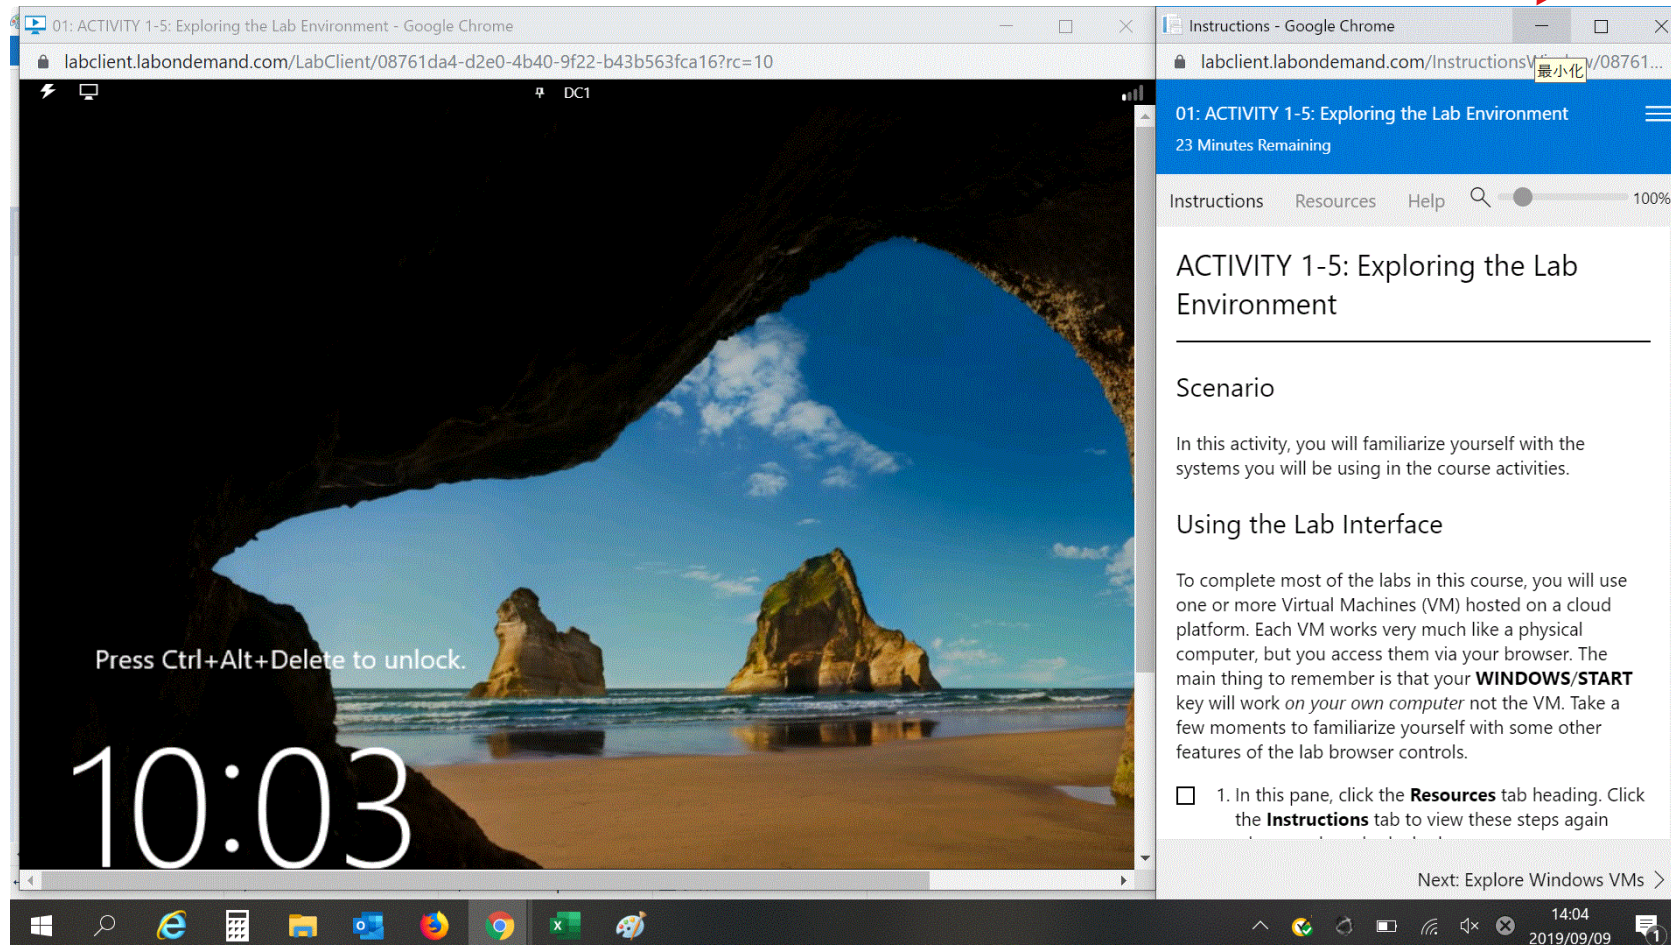 01: ACTIVITY 1-5: Exploring the Lab Environment - Google Chrome
labclient.labondemand.com/LabClient/08761da4-d2e0-4b40-9f22-b43b563fca16?rc=10
DC1
Press Ctrl+Alt+Delete to unlock.
10:03
Instructions - Google Chrome
labclient.labondemand.com/InstructionsWindow/08761...
最小化
01: ACTIVITY 1-5: Exploring the Lab Environment
23 Minutes Remaining
Instructions Resources Help 100%
ACTIVITY 1-5: Exploring the Lab
Environment
Scenario
In this activity, you will familiarize yourself with the
systems you will be using in the course activities.
Using the Lab Interface
To complete most of the labs in this course, you will use
one or more Virtual Machines (VM) hosted on a cloud
platform. Each VM works very much like a physical
computer, but you access them via your browser. The
main thing to remember is that your WINDOWS/START
key will work on your own computer not the VM. Take a
few moments to familiarize yourself with some other
features of the lab browser controls.
1. In this pane, click the Resources tab heading. Click
the Instructions tab to view these steps again
Next: Explore Windows VMs
14:04
2019/09/09
1